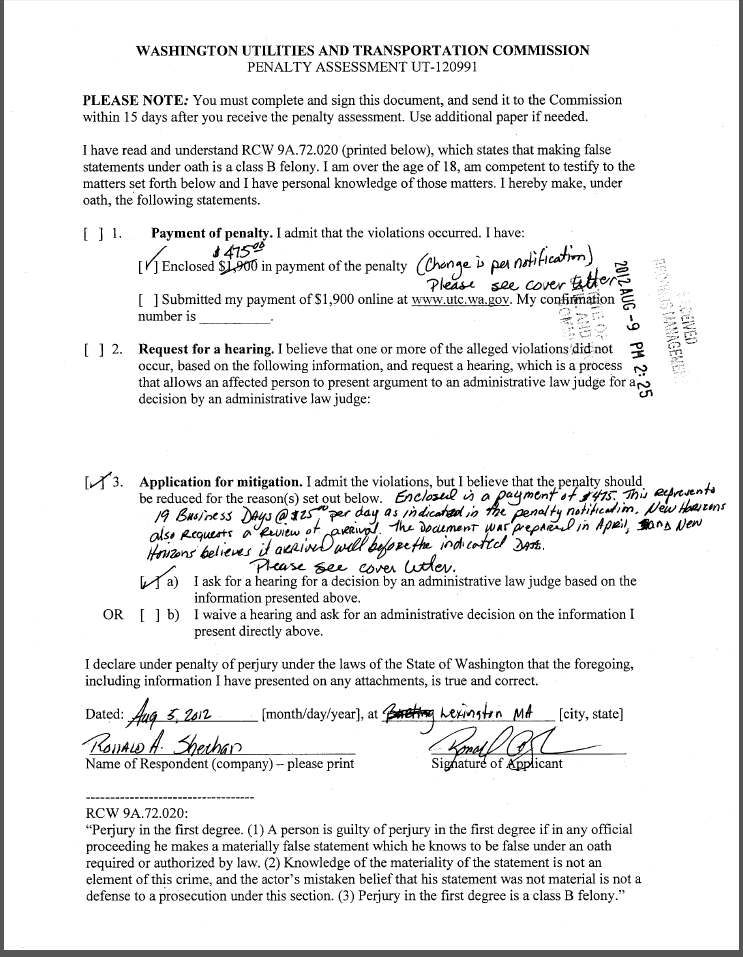 WASHINGTON UTILITIES AND TRANSPORTATION COMMISSION
PENALTY ASSESSMENT UT-120991
PLEASE NOTE: You must complete and sign this document, and send it to the Commission
within 15 days after you receive the penalty assessment. Use additional paper if needed.
I have read and understand RCW 9A.72.020 (printed below), which states that making false
statements under oath is a class B felony. I am over the age of 18, am competent to testify to the
matters set forth below and I have personal knowledge of those matters. I hereby make, under
oath, the following statements.
[ ] 1. Payment of penalty. I admit that the violations occurred. I have:
$475.00
[✓] Enclosed $1,900 in payment of the penalty (Change is per notification)
Please see cover letter
[ ] Submitted my payment of $1,900 online at www.utc.wa.gov. My confirmation
number is ________.
2012 AUG -9 PM 2:25
RECEIVED
MANAGEMENT
[ ] 2. Request for a hearing. I believe that one or more of the alleged violations did not
occur, based on the following information, and request a hearing, which is a process
that allows an affected person to present argument to an administrative law judge for a
decision by an administrative law judge:
[✓] 3. Application for mitigation. I admit the violations, but I believe that the penalty should
be reduced for the reason(s) set out below. Enclosed is a payment of $475. This represents
19 Business Days @ $25.00 per day as indicated in the penalty notification. New Horizons
also requests a review of arrival. The document was prepared in April, and New
Horizons believes it arrived well before the indicated Date.
Please see cover letter.
[✓] a) I ask for a hearing for a decision by an administrative law judge based on the
information presented above.
OR [ ] b) I waive a hearing and ask for an administrative decision on the information I
present directly above.
I declare under penalty of perjury under the laws of the State of Washington that the foregoing,
including information I have presented on any attachments, is true and correct.
Dated: Aug 5, 2012 [month/day/year], at Lexington MA [city, state]
Ronald A. Sheehan
Name of Respondent (company) – please print Signature of Applicant
----------------------------------
RCW 9A.72.020:
“Perjury in the first degree. (1) A person is guilty of perjury in the first degree if in any official
proceeding he makes a materially false statement which he knows to be false under an oath
required or authorized by law. (2) Knowledge of the materiality of the statement is not an
element of this crime, and the actor’s mistaken belief that his statement was not material is not a
defense to a prosecution under this section. (3) Perjury in the first degree is a class B felony.”